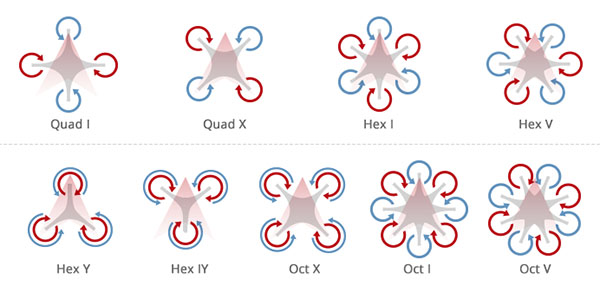 Quad I
Quad X
Hex I
Hex V
Hex Y
Hex IY
Oct X
Oct I
Oct V